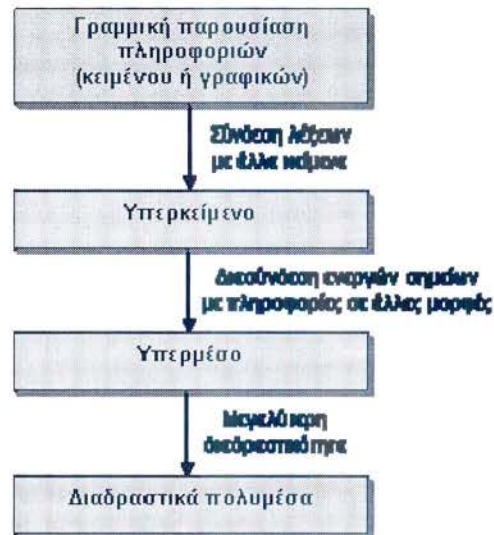 Γραμμική παρουσίαση
πληροφοριών
(κειμένου ή γραφικών)
Σύνδεση λέξεων
με άλλα κείμενα
Υπερκείμενο
Διασύνδεση ενεργών σημείων
με πληροφορίες σε άλλες μορφές
Υπερμέσο
Μεγαλύτερη
διαδραστικότητα
Διαδραστικά πολυμέσα